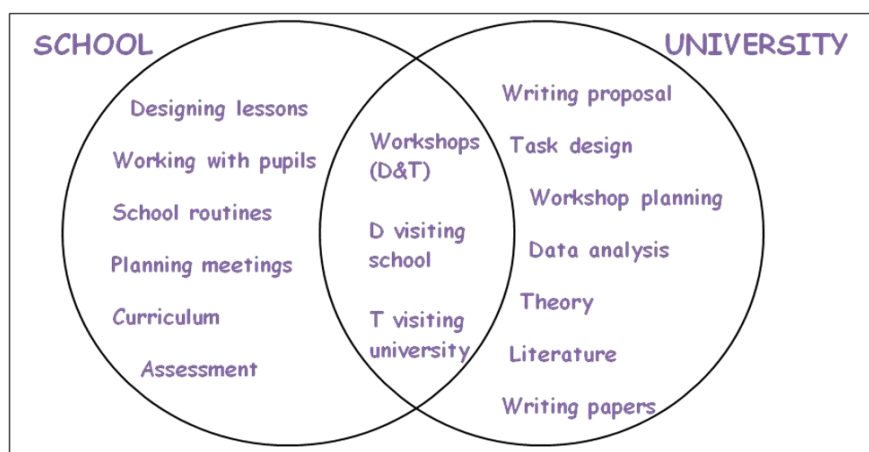 SCHOOL
UNIVERSITY
Designing lessons
Working with pupils
School routines
Planning meetings
Curriculum
Assessment
Workshops
(D&T)
D visiting
school
T visiting
university
Writing proposal
Task design
Workshop planning
Data analysis
Theory
Literature
Writing papers